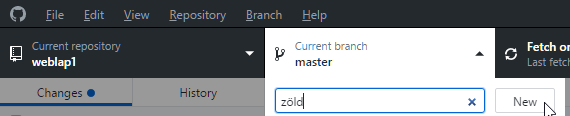 File Edit View Repository Branch Help
Current repository
weblap1
Current branch
master
Fetch or
Last fetc
Changes
History
zöld
New